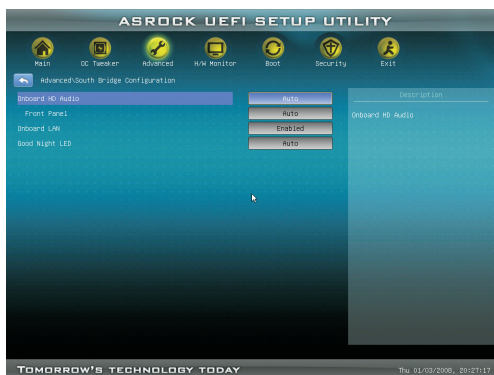 ASROCK UEFI SETUP UTILITY
Main OC Tweaker Advanced H/W Monitor Boot Security Exit
Advanced\South Bridge Configuration
Description
Onboard HD Audio Auto
Onboard HD Audio
Front Panel Auto
Onboard LAN Enabled
Good Night LED Auto
TOMORROW'S TECHNOLOGY TODAY
Thu 01/03/2008, 20:27:17